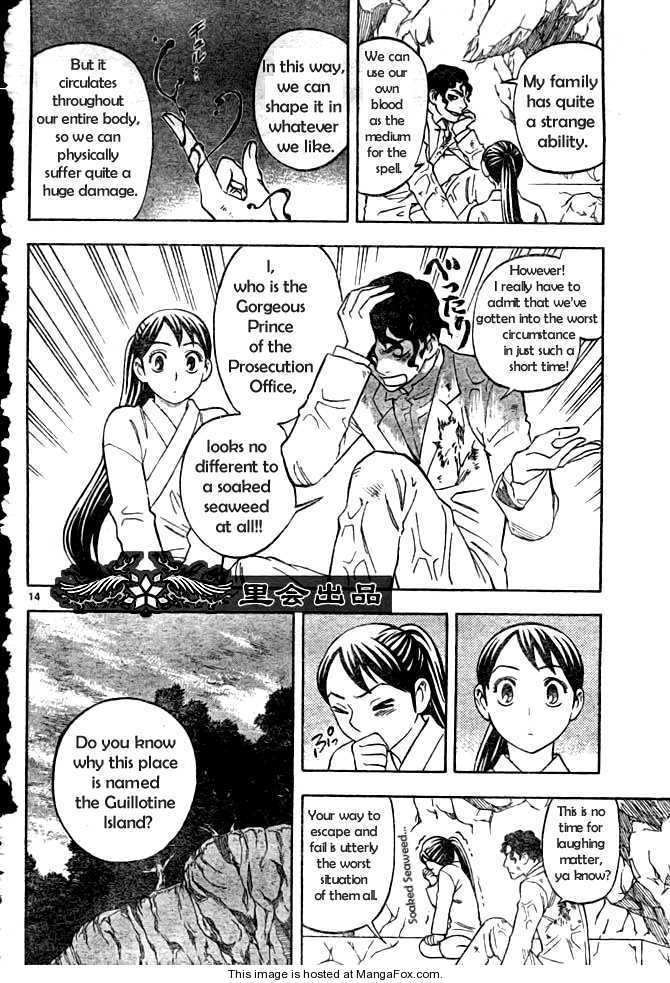 My family
has quite
a strange
ability.
We can
use our
own
blood
as the
medium
for the
spell.
In this way,
we can
shape it in
whatever
we like.
But it
circulates
throughout
our entire body,
so we can
physically
suffer quite a
huge damage.
However!
I really have to
admit that we've
gotten into the worst
circumstance
in just such a
short time!
べったり
I,
who is the
Gorgeous
Prince
of the
Prosecution
Office,
looks no
different to
a soaked
seaweed
at all!!
14
里会出品
ぷっ
This is no
time for
laughing
matter,
ya know?
Soaked Seaweed...
Your way to
escape and
fail is utterly
the worst
situation
of them all.
Do you know
why this place
is named
the Guillotine
Island?
This image is hosted at MangaFox.com.